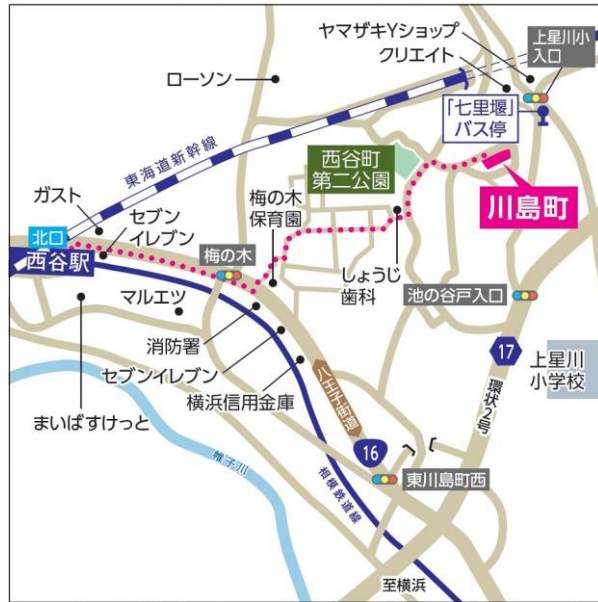 ヤマザキYショップ
クリエイト
上星川小
入口
ローソン
「七里堰」
バス停
東海道新幹線
西谷町
第二公園
川島町
ガスト
セブン
イレブン
梅の木
保育園
北口
西谷駅
梅の木
しょうじ
歯科
マルエツ
池の谷戸入口
消防署
セブンイレブン
横浜信用金庫
まいばすけっと
八王子街道
17
環状2号
上星川
小学校
16
東川島町西
帷子川
相模鉄道線
至横浜